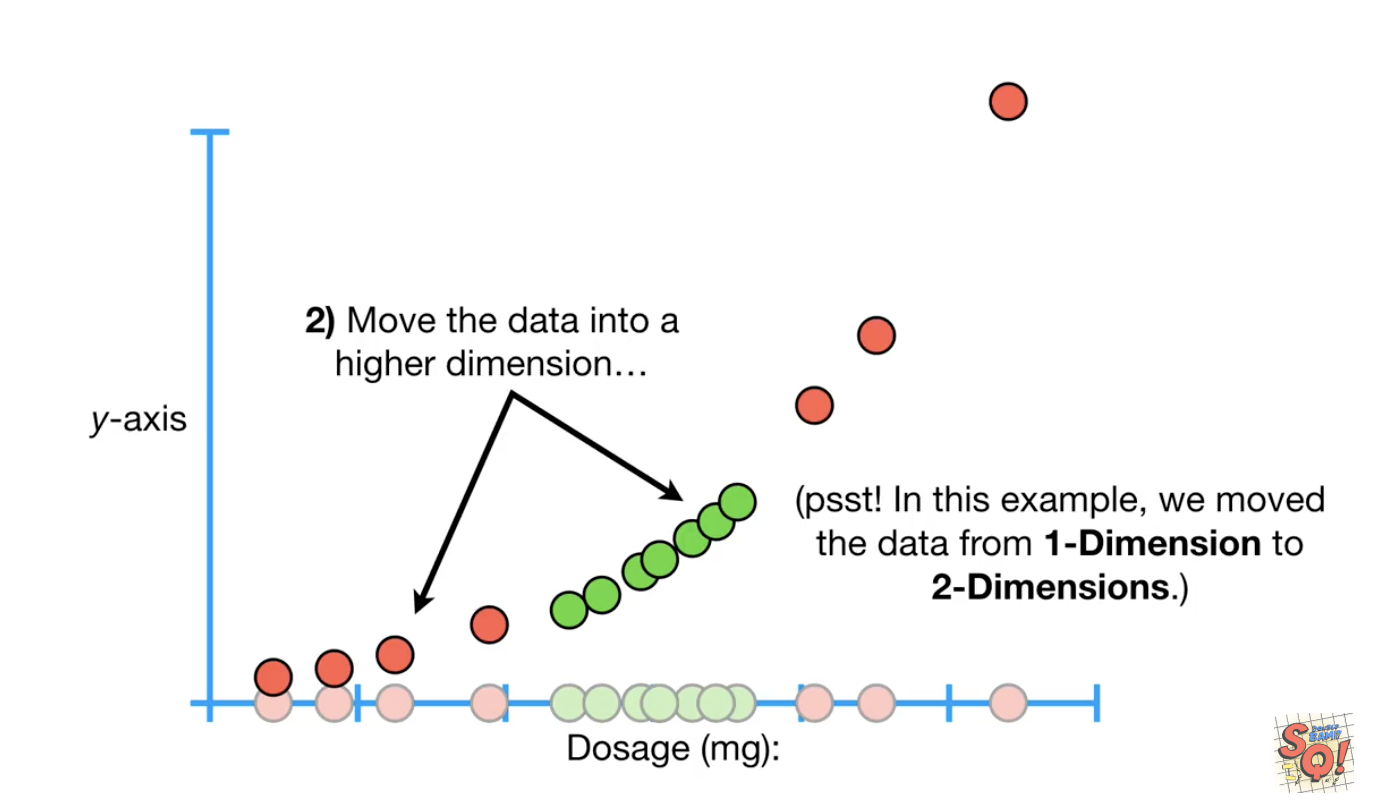 2) Move the data into a
higher dimension…
y-axis
(psst! In this example, we moved
the data from 1-Dimension to
2-Dimensions.)
Dosage (mg):
SQ!